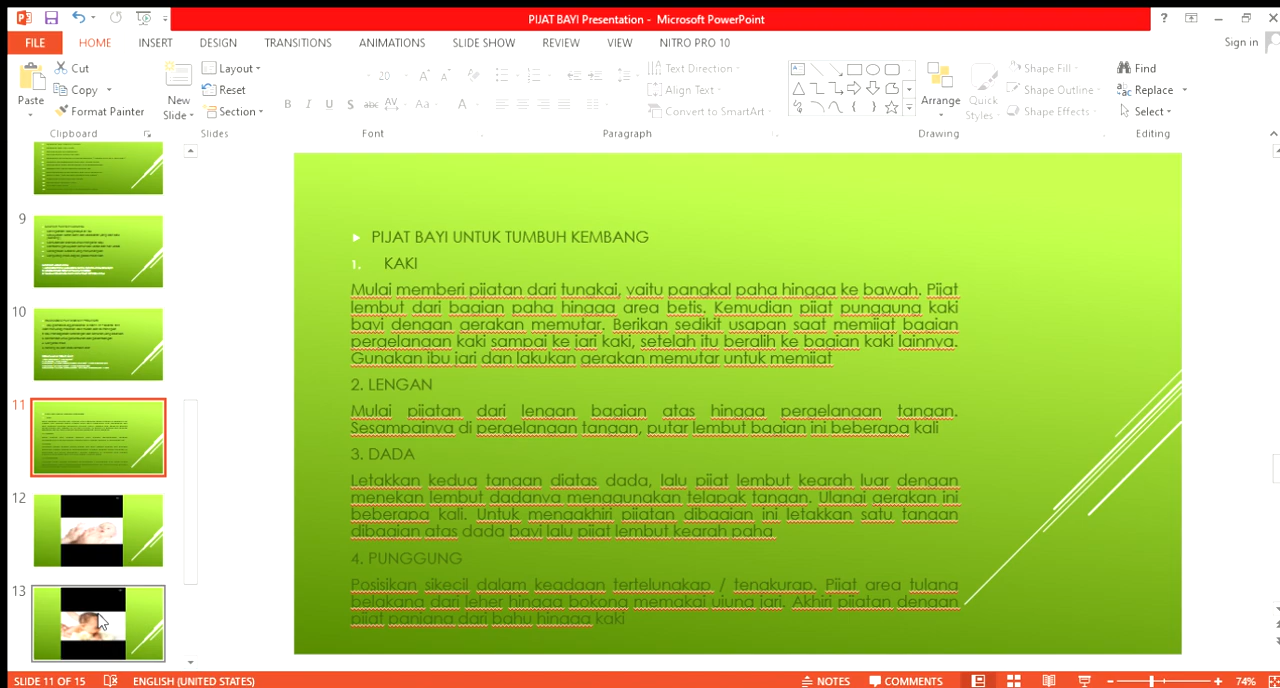 PIJAT BAYI Presentation - Microsoft PowerPoint
FILE HOME INSERT DESIGN TRANSITIONS ANIMATIONS SLIDE SHOW REVIEW VIEW NITRO PRO 10 Sign in
Paste
Cut
Copy
Format Painter
Clipboard
New Slide
Layout
Reset
Section
Slides
20
B I U S abc AV Aa A
Font
Text Direction
Align Text
Convert to SmartArt
Paragraph
Arrange
Quick Styles
Shape Fill
Shape Outline
Shape Effects
Drawing
Find
Replace
Select
Editing
9
10
11
12
13
PIJAT BAYI UNTUK TUMBUH KEMBANG
1. KAKI
Mulai memberi pijatan dari tungkai, yaitu pangkal paha hingga ke bawah. Pijat
lembut dari bagian paha hingga area betis. Kemudian pijat punggung kaki
bayi dengan gerakan memutar. Berikan sedikit usapan saat memijat bagian
pergelangan kaki sampai ke jari kaki, setelah itu beralih ke bagian kaki lainnya.
Gunakan ibu jari dan lakukan gerakan memutar untuk memijat
2. LENGAN
Mulai pijatan dari lengan bagian atas hingga pergelangan tangan.
Sesampainya di pergelangan tangan, putar lembut bagian ini beberapa kali
3. DADA
Letakkan kedua tangan diatas dada, lalu pijat lembut kearah luar dengan
menekan lembut dadanya menggunakan telapak tangan. Ulangi gerakan ini
beberapa kali. Untuk mengakhiri pijatan dibagian ini letakkan satu tangan
dibagian atas dada bayi lalu pijat lembut kearah paha.
4. PUNGGUNG
Posisikan sikecil dalam keadaan tertelungkap / tengkurap. Pijat area tulang
belakang dari leher hingga bokong memakai ujung jari. Akhiri pijatan dengan
pijat panjang dari bahu hingga kaki
SLIDE 11 OF 15 ENGLISH (UNITED STATES) NOTES COMMENTS 74%